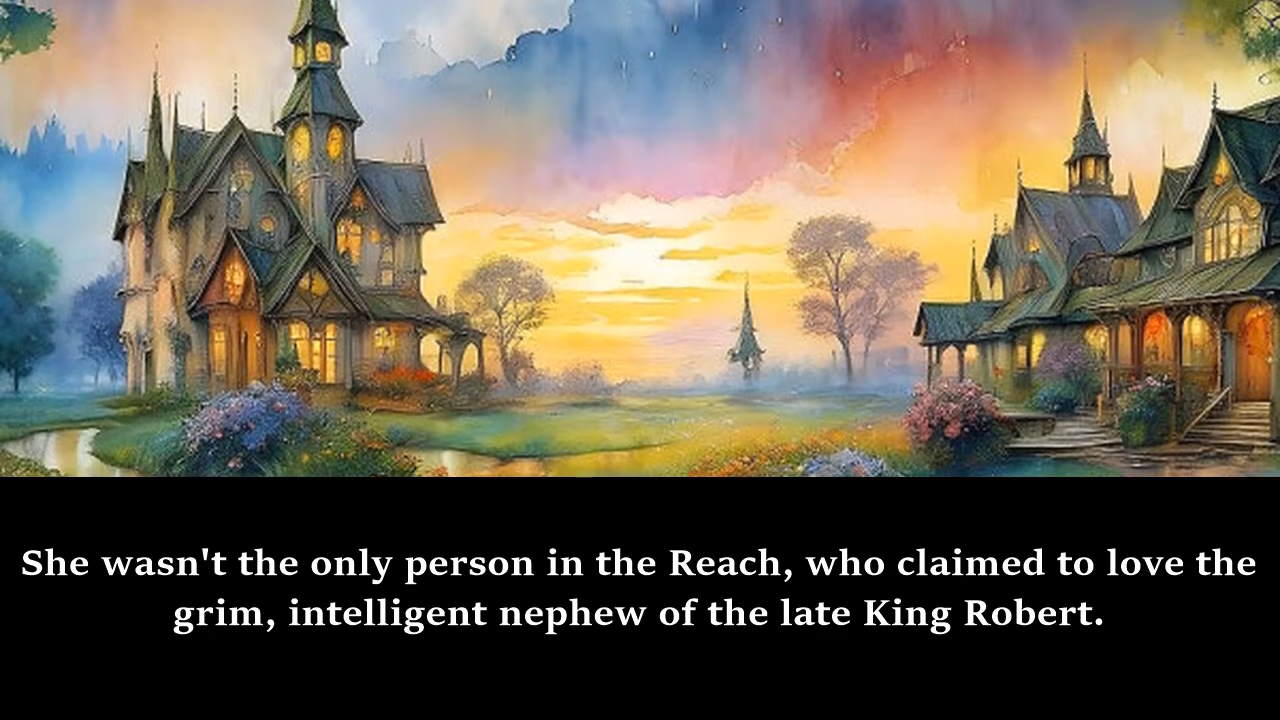 She wasn't the only person in the Reach, who claimed to love the
grim, intelligent nephew of the late King Robert.